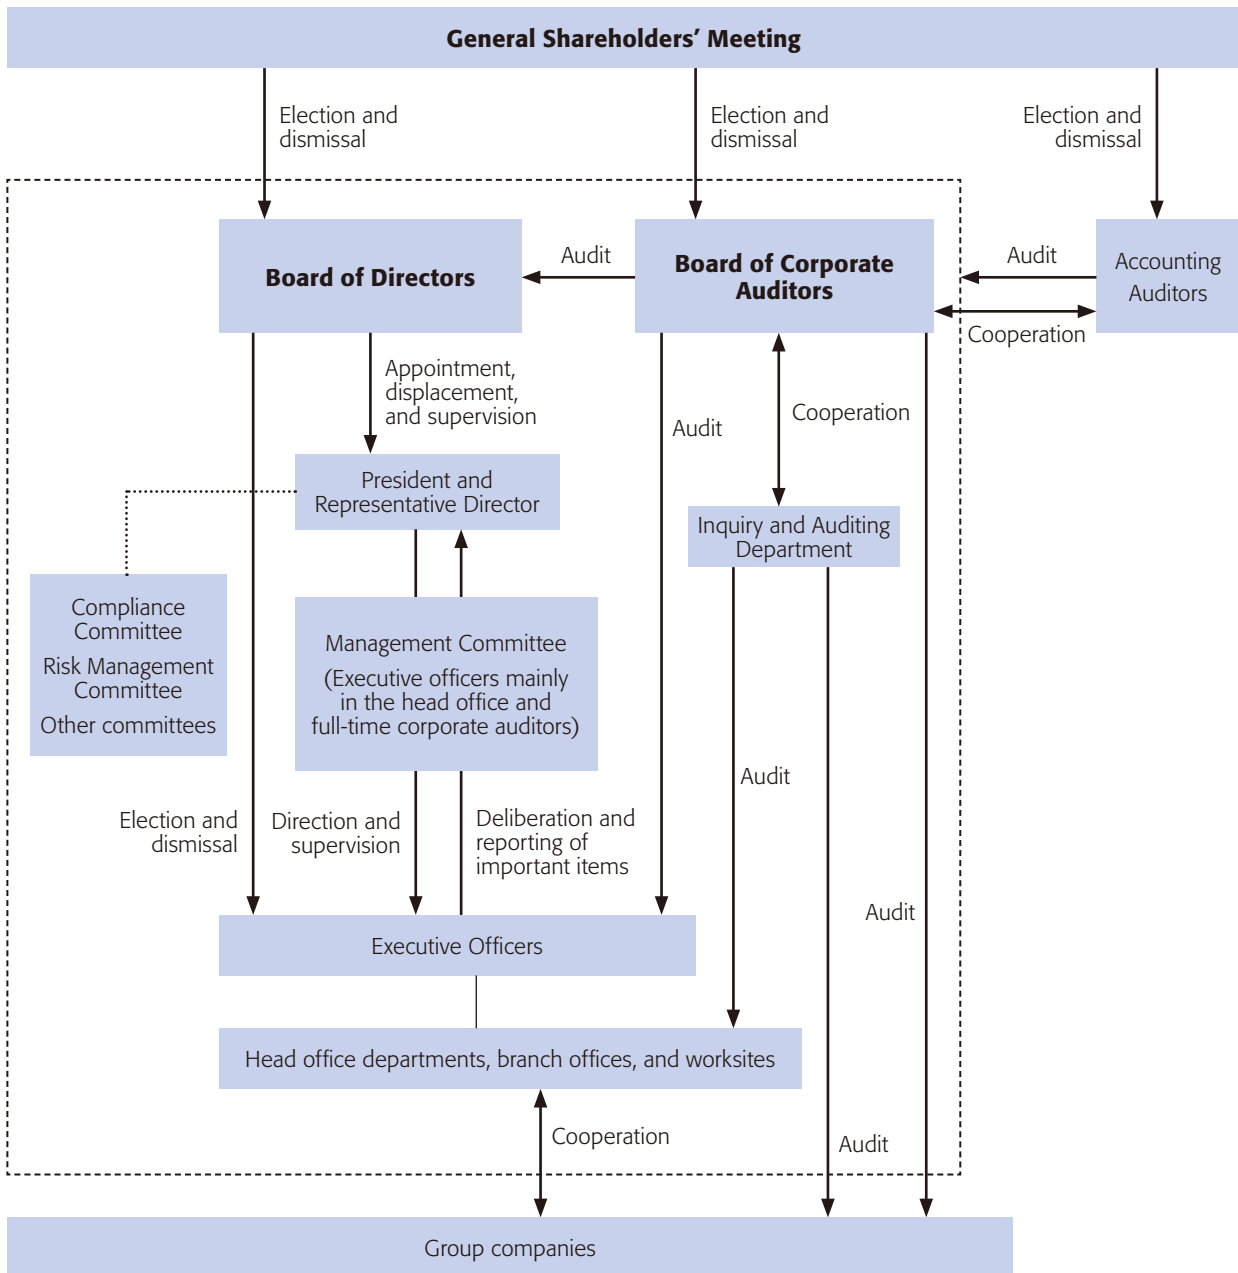 General Shareholders’ Meeting
Election and
dismissal
Election and
dismissal
Election and
dismissal
Board of Directors
Audit
Board of Corporate
Auditors
Audit
Accounting
Auditors
Cooperation
Appointment,
displacement,
and supervision
Audit
Cooperation
President and
Representative Director
Inquiry and Auditing
Department
Compliance
Committee
Risk Management
Committee
Other committees
Management Committee
(Executive officers mainly
in the head office and
full-time corporate auditors)
Audit
Election and
dismissal
Direction and
supervision
Deliberation and
reporting of
important items
Audit
Executive Officers
Head office departments, branch offices, and worksites
Cooperation
Audit
Group companies